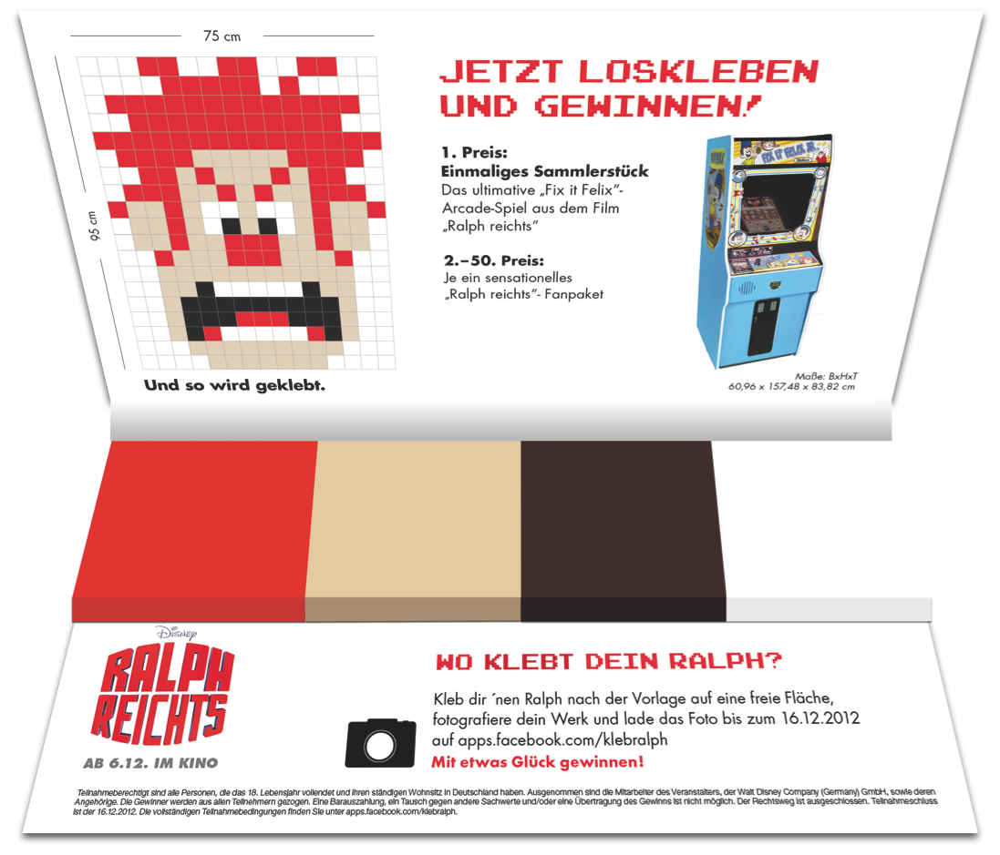 75 cm
95 cm
JETZT LOSKLEBEN
UND GEWINNEN!
1. Preis:
Einmaliges Sammlerstück
Das ultimative „Fix it Felix”-
Arcade-Spiel aus dem Film
„Ralph reichts”
2.–50. Preis:
Je ein sensationelles
„Ralph reichts”- Fanpaket
FIX IT FELIX JR.
Maße: BxHxT
60,96 x 157,48 x 83,82 cm
Und so wird geklebt.
DISNEY
RALPH
REICHTS
AB 6.12. IM KINO
WO KLEBT DEIN RALPH?
Kleb dir ´nen Ralph nach der Vorlage auf eine freie Fläche,
fotografiere dein Werk und lade das Foto bis zum 16.12.2012
auf apps.facebook.com/klebralph
Mit etwas Glück gewinnen!
Teilnahmeberechtigt sind alle Personen, die das 18. Lebensjahr vollendet und ihren ständigen Wohnsitz in Deutschland haben. Ausgenommen sind die Mitarbeiter des Veranstalters, der Walt Disney Company (Germany) GmbH, sowie deren
Angehörige. Die Gewinner werden aus allen Teilnehmern gezogen. Eine Barauszahlung, ein Tausch gegen andere Sachwerte und/oder eine Übertragung des Gewinns ist nicht möglich. Der Rechtsweg ist ausgeschlossen. Teilnahmeschluss
ist der 16.12.2012. Die vollständigen Teilnahmebedingungen finden Sie unter apps.facebook.com/klebralph.